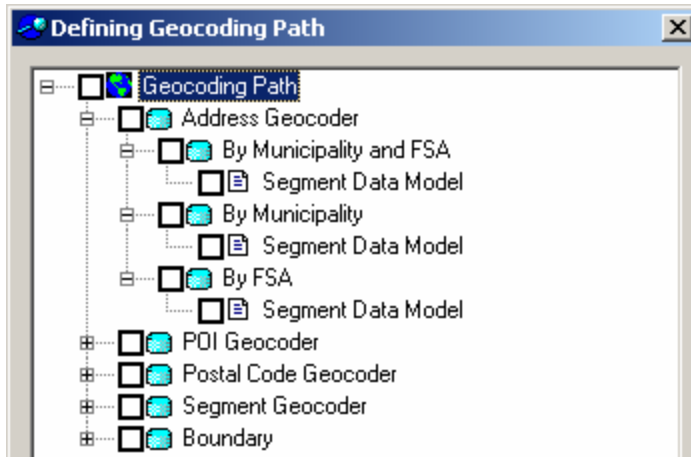 Defining Geocoding Path
Geocoding Path
Address Geocoder
By Municipality and FSA
Segment Data Model
By Municipality
Segment Data Model
By FSA
Segment Data Model
POI Geocoder
Postal Code Geocoder
Segment Geocoder
Boundary